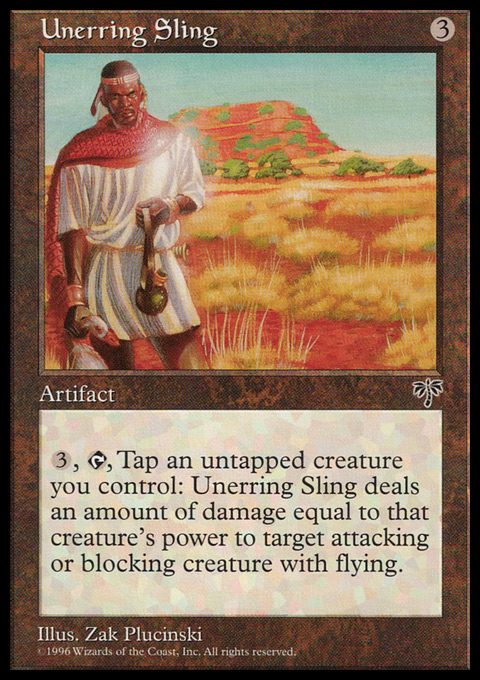 Unerring Sling 3
Artifact
3, , Tap an untapped creature
you control: Unerring Sling deals
an amount of damage equal to that
creature's power to target attacking
or blocking creature with flying.
Illus. Zak Plucinski
©1996 Wizards of the Coast, Inc. All rights reserved.